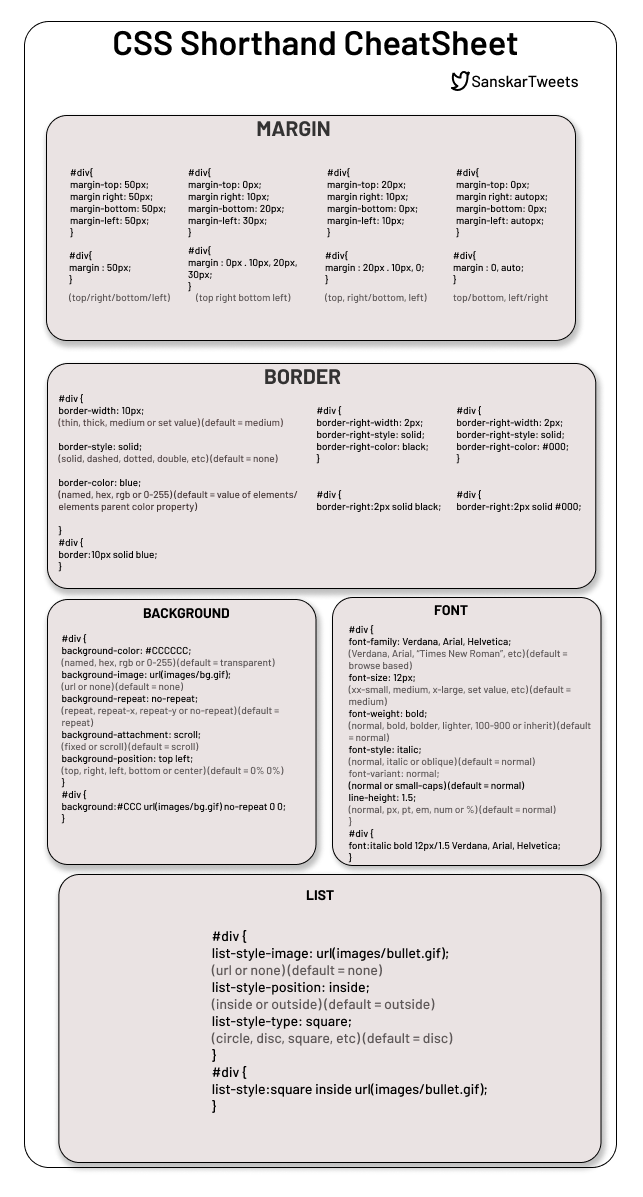 CSS Shorthand CheatSheet
SanskarTweets
MARGIN
#div{
margin-top: 50px;
margin right: 50px;
margin-bottom: 50px;
margin-left: 50px;
}
#div{
margin : 50px;
}
(top/right/bottom/left)
#div{
margin-top: 0px;
margin right: 10px;
margin-bottom: 20px;
margin-left: 30px;
}
#div{
margin : 0px . 10px, 20px,
30px;
}
(top right bottom left)
#div{
margin-top: 20px;
margin right: 10px;
margin-bottom: 0px;
margin-left: 10px;
}
#div{
margin : 20px . 10px, 0;
}
(top, right/bottom, left)
#div{
margin-top: 0px;
margin right: autopx;
margin-bottom: 0px;
margin-left: autopx;
}
#div{
margin : 0, auto;
}
top/bottom, left/right
BORDER
#div {
border-width: 10px;
(thin, thick, medium or set value)(default = medium)
border-style: solid;
(solid, dashed, dotted, double, etc)(default = none)
border-color: blue;
(named, hex, rgb or 0-255)(default = value of elements/
elements parent color property)
}
#div {
border:10px solid blue;
}
#div {
border-right-width: 2px;
border-right-style: solid;
border-right-color: black;
}
#div {
border-right:2px solid black;
#div {
border-right-width: 2px;
border-right-style: solid;
border-right-color: #000;
}
#div {
border-right:2px solid #000;
BACKGROUND
#div {
background-color: #CCCCCC;
(named, hex, rgb or 0-255)(default = transparent)
background-image: url(images/bg.gif);
(url or none)(default = none)
background-repeat: no-repeat;
(repeat, repeat-x, repeat-y or no-repeat)(default =
repeat)
background-attachment: scroll;
(fixed or scroll)(default = scroll)
background-position: top left;
(top, right, left, bottom or center)(default = 0% 0%)
}
#div {
background:#CCC url(images/bg.gif) no-repeat 0 0;
}
FONT
#div {
font-family: Verdana, Arial, Helvetica;
(Verdana, Arial, "Times New Roman", etc)(default =
browse based)
font-size: 12px;
(xx-small, medium, x-large, set value, etc)(default =
medium)
font-weight: bold;
(normal, bold, bolder, lighter, 100-900 or inherit)(default
= normal)
font-style: italic;
(normal, italic or oblique)(default = normal)
font-variant: normal;
(normal or small-caps)(default = normal)
line-height: 1.5;
(normal, px, pt, em, num or %)(default = normal)
}
#div {
font:italic bold 12px/1.5 Verdana, Arial, Helvetica;
}
LIST
#div {
list-style-image: url(images/bullet.gif);
(url or none)(default = none)
list-style-position: inside;
(inside or outside)(default = outside)
list-style-type: square;
(circle, disc, square, etc)(default = disc)
}
#div {
list-style:square inside url(images/bullet.gif);
}